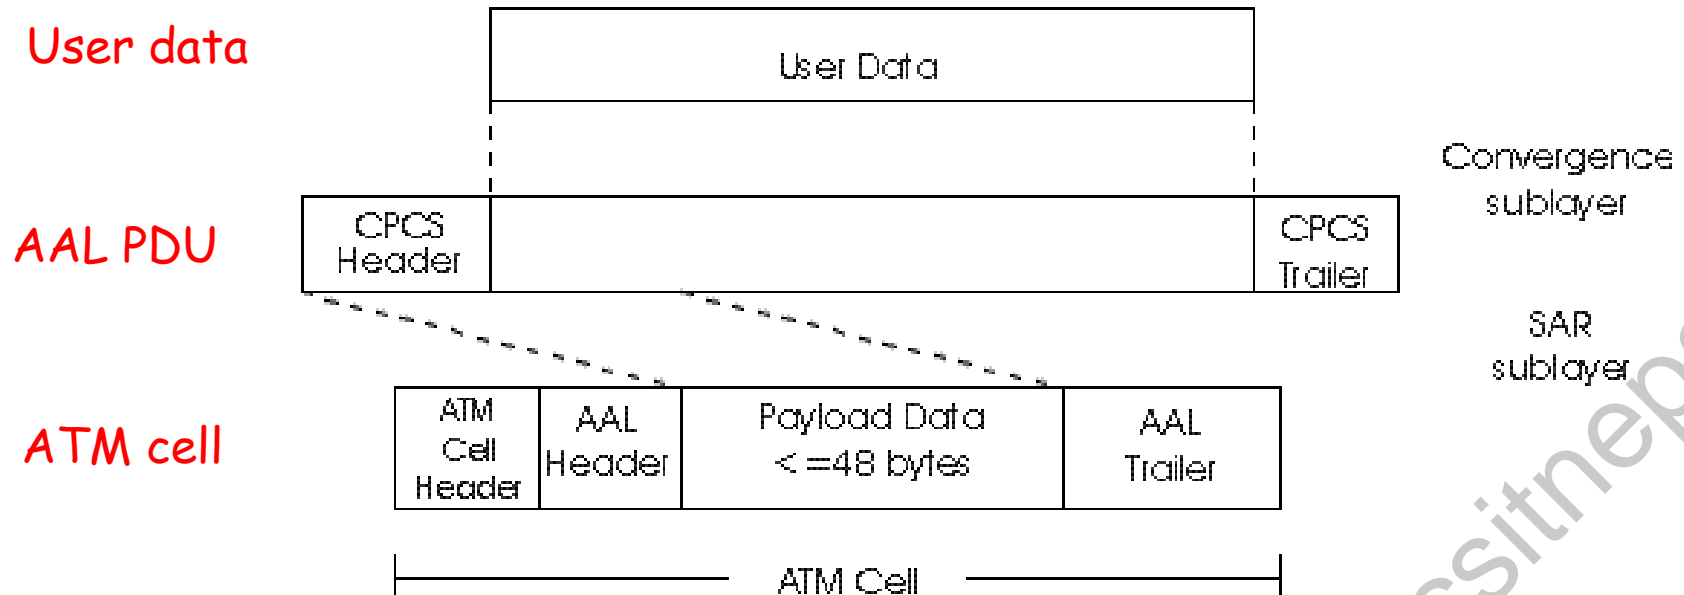 User data
User Data
Convergence
sublayer
AAL PDU
CPCS
Header
CPCS
Trailer
SAR
sublayer
ATM cell
ATM
Cell
Header
AAL
Header
Payload Data
<=48 bytes
AAL
Trailer
ATM Cell